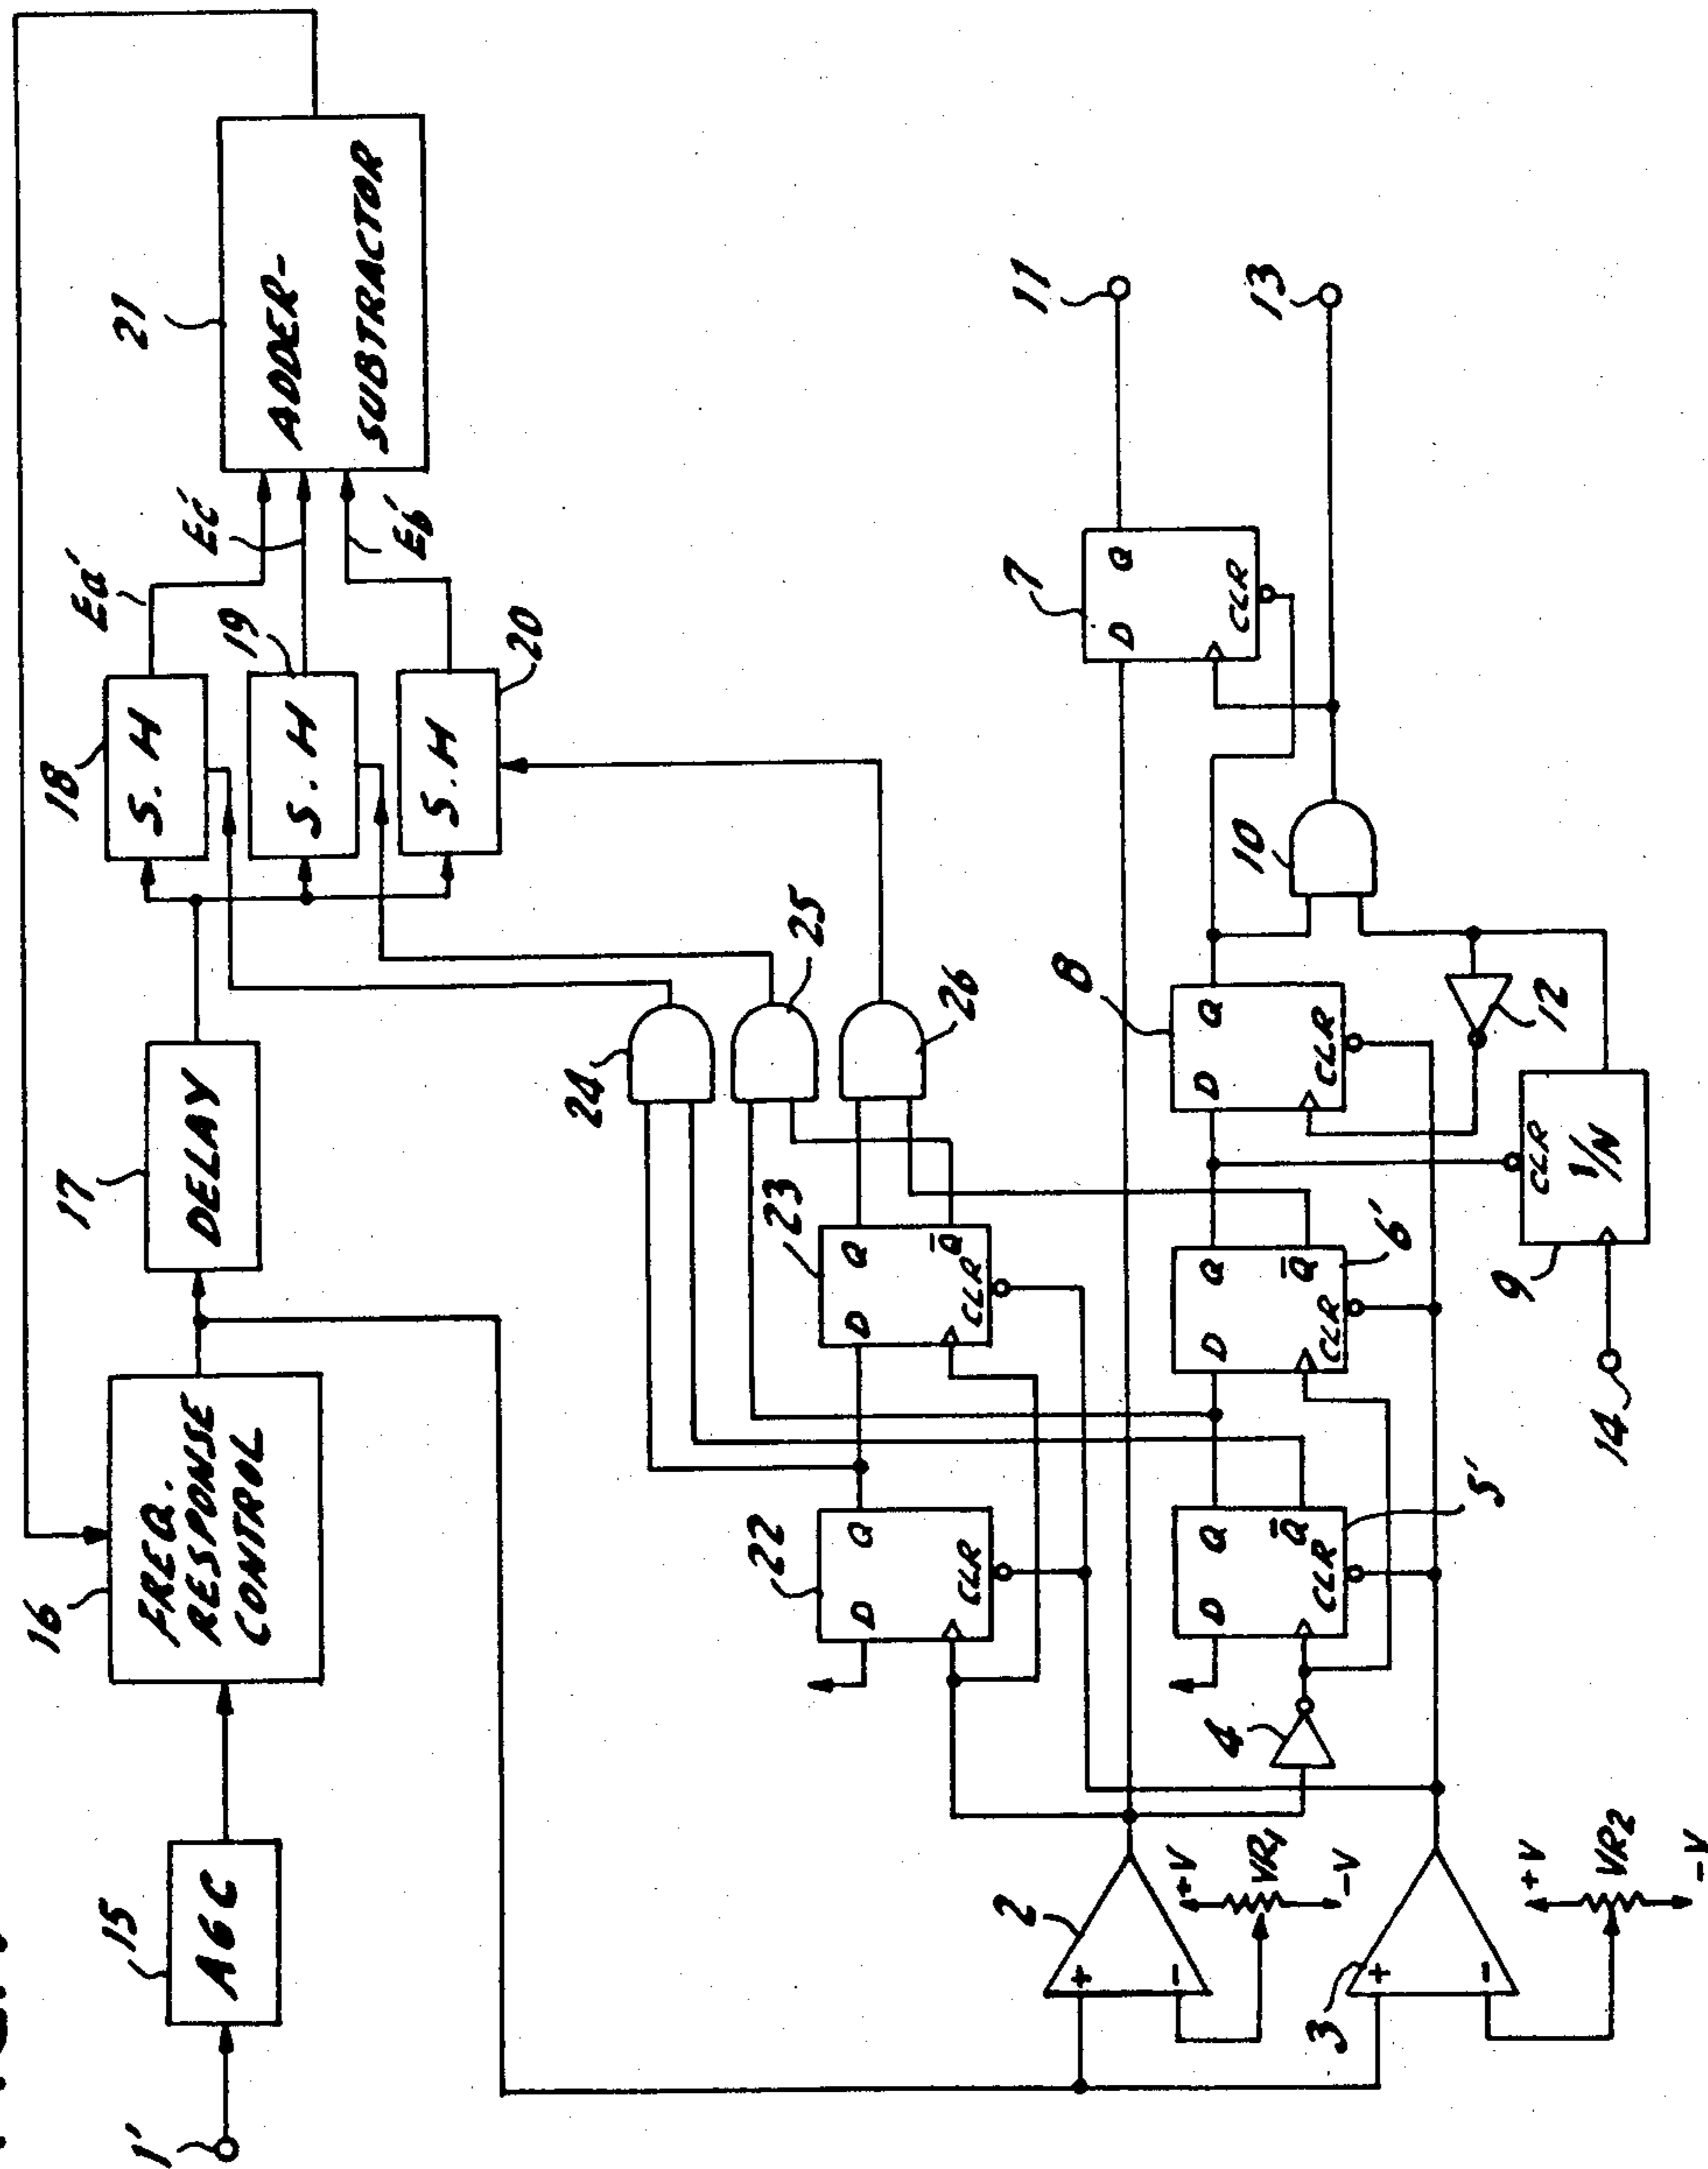 1'
15
AGC
16
FREQ.
RESPONSE
CONTROL
17
DELAY
18
S.H
19
S.H
20
S.H
Ea'
Ec'
Eb'
21
ADDER-
SUBTRACTOR
22
D Q
CLR
23
D Q
Q̅
CLR
24
25
26
2
+
-
+V
VR1
-V
3
+
-
+V
VR2
-V
4
5'
D Q
Q̅
CLR
6'
D Q
Q̅
CLR
8
D Q
CLR
7
D Q
CLR
10
12
9
CLR
1/N
14
11
13